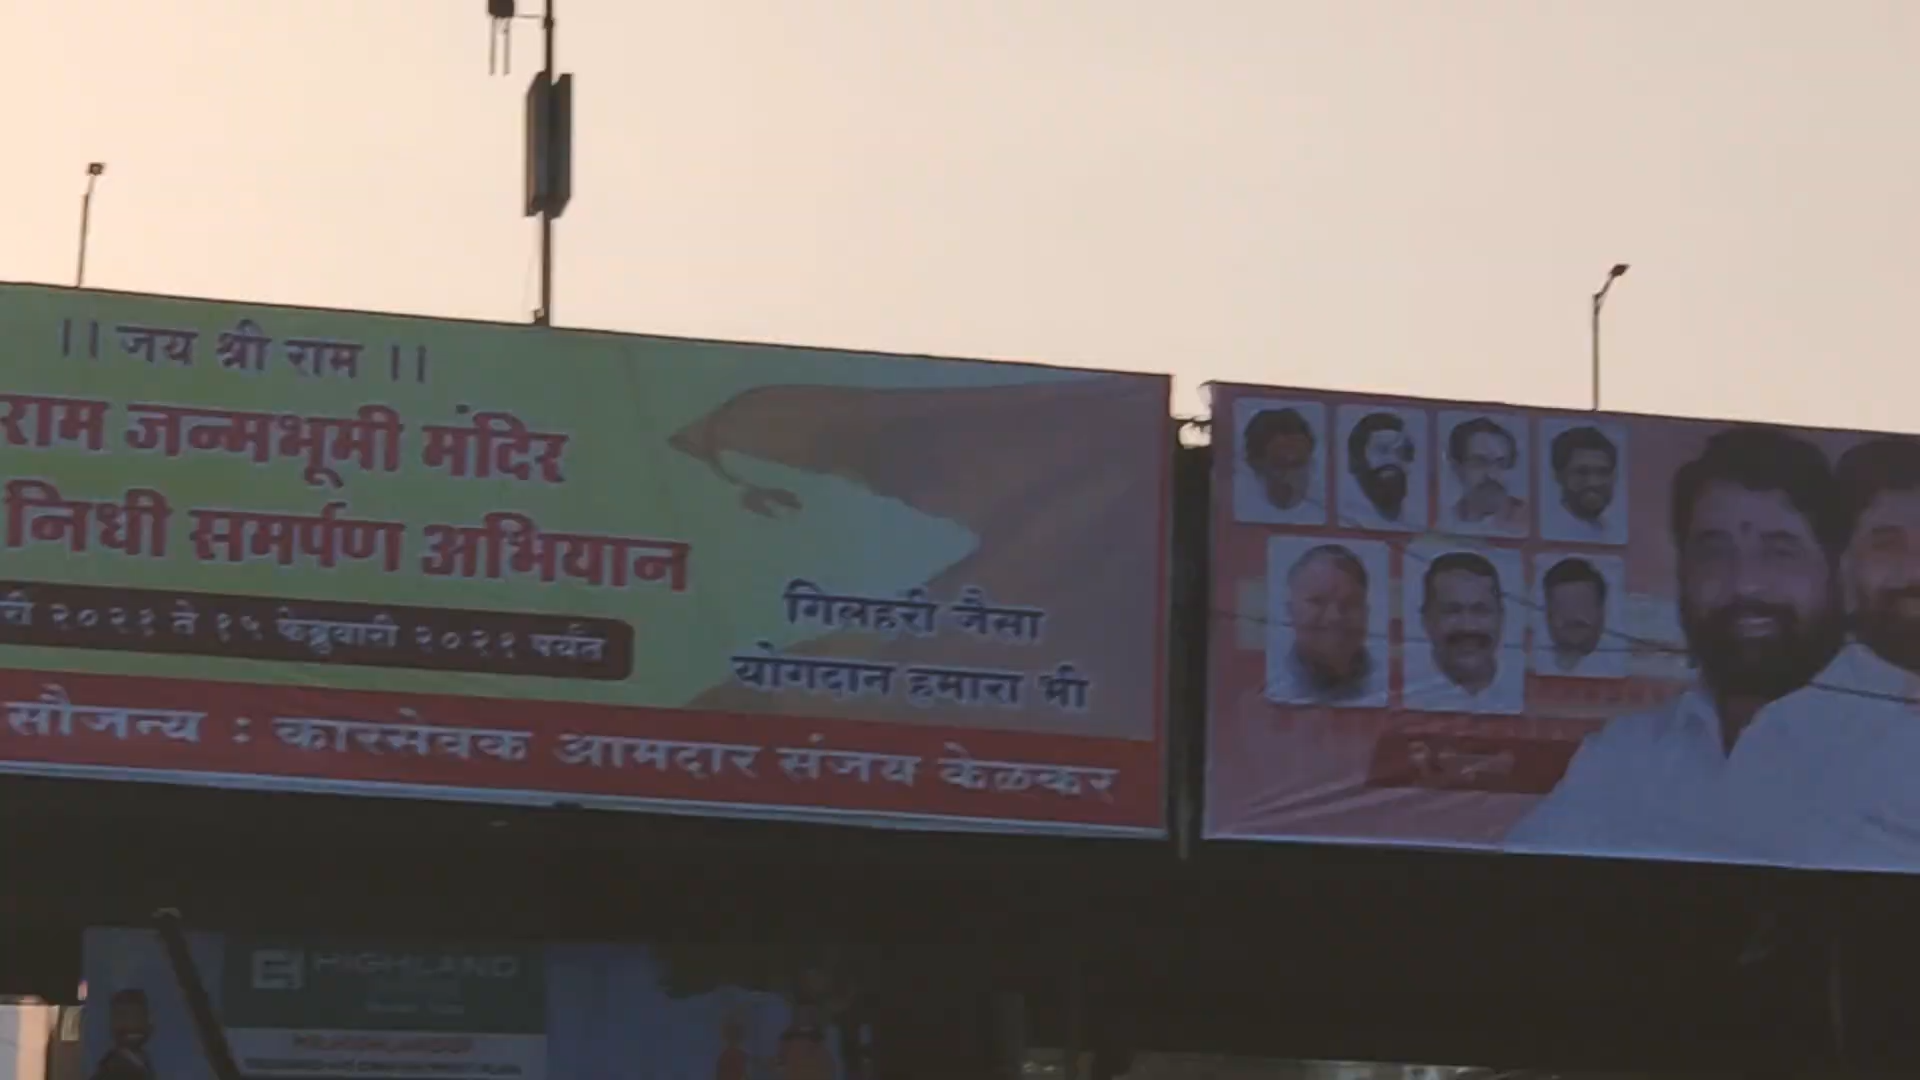 ।। जय श्री राम ।।
राम जन्मभूमी मंदिर
निधी समर्पण अभियान
री २०२१ ते १५ फेब्रुवारी २०२१ पर्यंत
गिलहरी जैसा
योगदान हमारा भी
सौजन्य : कारसेवक आमदार संजय केळकर
HIGHLAND